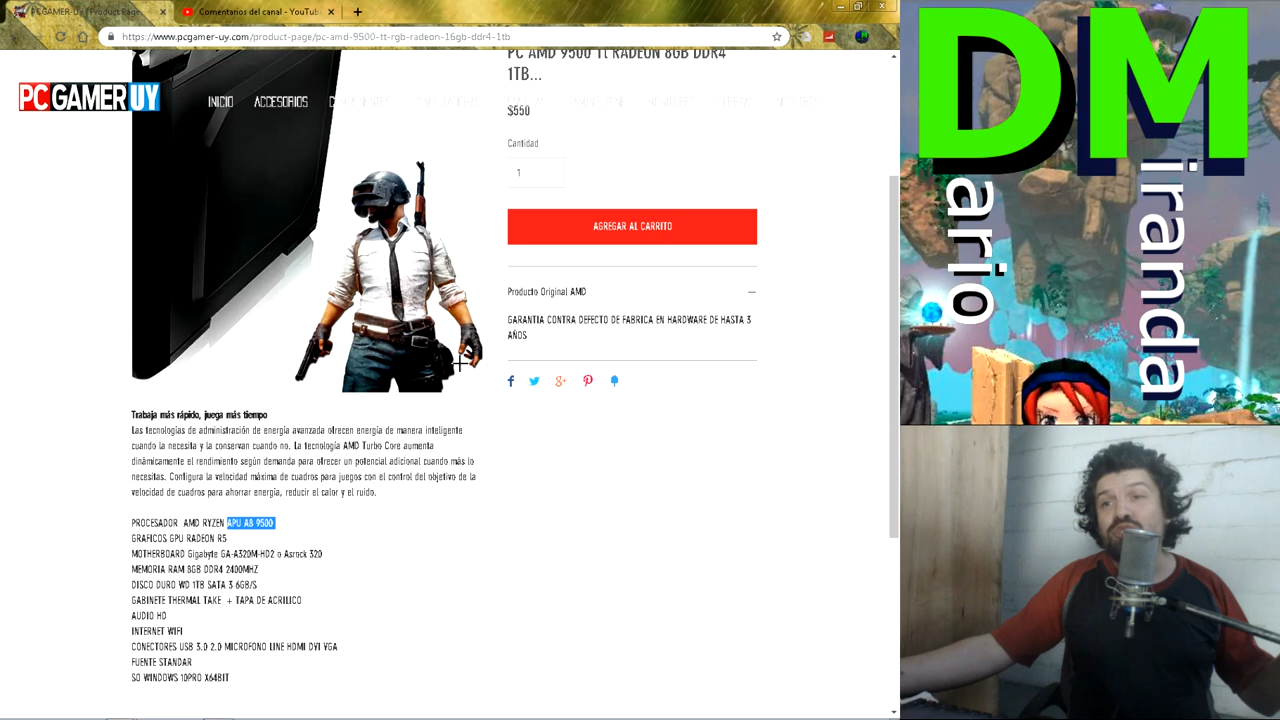 PCGAMER-Uy | Product Page
Comentarios del canal - YouTub
https://www.pcgamer-uy.com/product-page/pc-amd-9500-tt-rgb-radeon-16gb-ddr4-1tb
PC AMD 9500 TT RADEON 8GB DDR4
1TB...
PCGAMER UY
INICIO ACCESORIOS
$550
Cantidad
1
AGREGAR AL CARRITO
Producto Original AMD
GARANTIA CONTRA DEFECTO DE FABRICA EN HARDWARE DE HASTA 3
AÑOS
Trabaja más rápido, juega más tiempo
Las tecnologías de administración de energía avanzada ofrecen energía de manera inteligente
cuando la necesita y la conservan cuando no. La tecnología AMD Turbo Core aumenta
dinámicamente el rendimiento según demanda para ofrecer un potencial adicional cuando más lo
necesitas. Configura la velocidad máxima de cuadros para juegos con el control del objetivo de la
velocidad de cuadros para ahorrar energía, reducir el calor y el ruido.
PROCESADOR AMD RYZEN APU A8 9500
GRAFICOS GPU RADEON R5
MOTHERBOARD Gigabyte GA-A320M-HD2 o Asrock 320
MEMORIA RAM 8GB DDR4 2400MHZ
DISCO DURO WD 1TB SATA 3 6GB/S
GABINETE THERMAL TAKE + TAPA DE ACRILICO
AUDIO HD
INTERNET WIFI
CONECTORES USB 3.0 2.0 MICROFONO LINE HDMI DVI VGA
FUENTE STANDAR
SO WINDOWS 10PRO X64BIT
Dario
Miranda